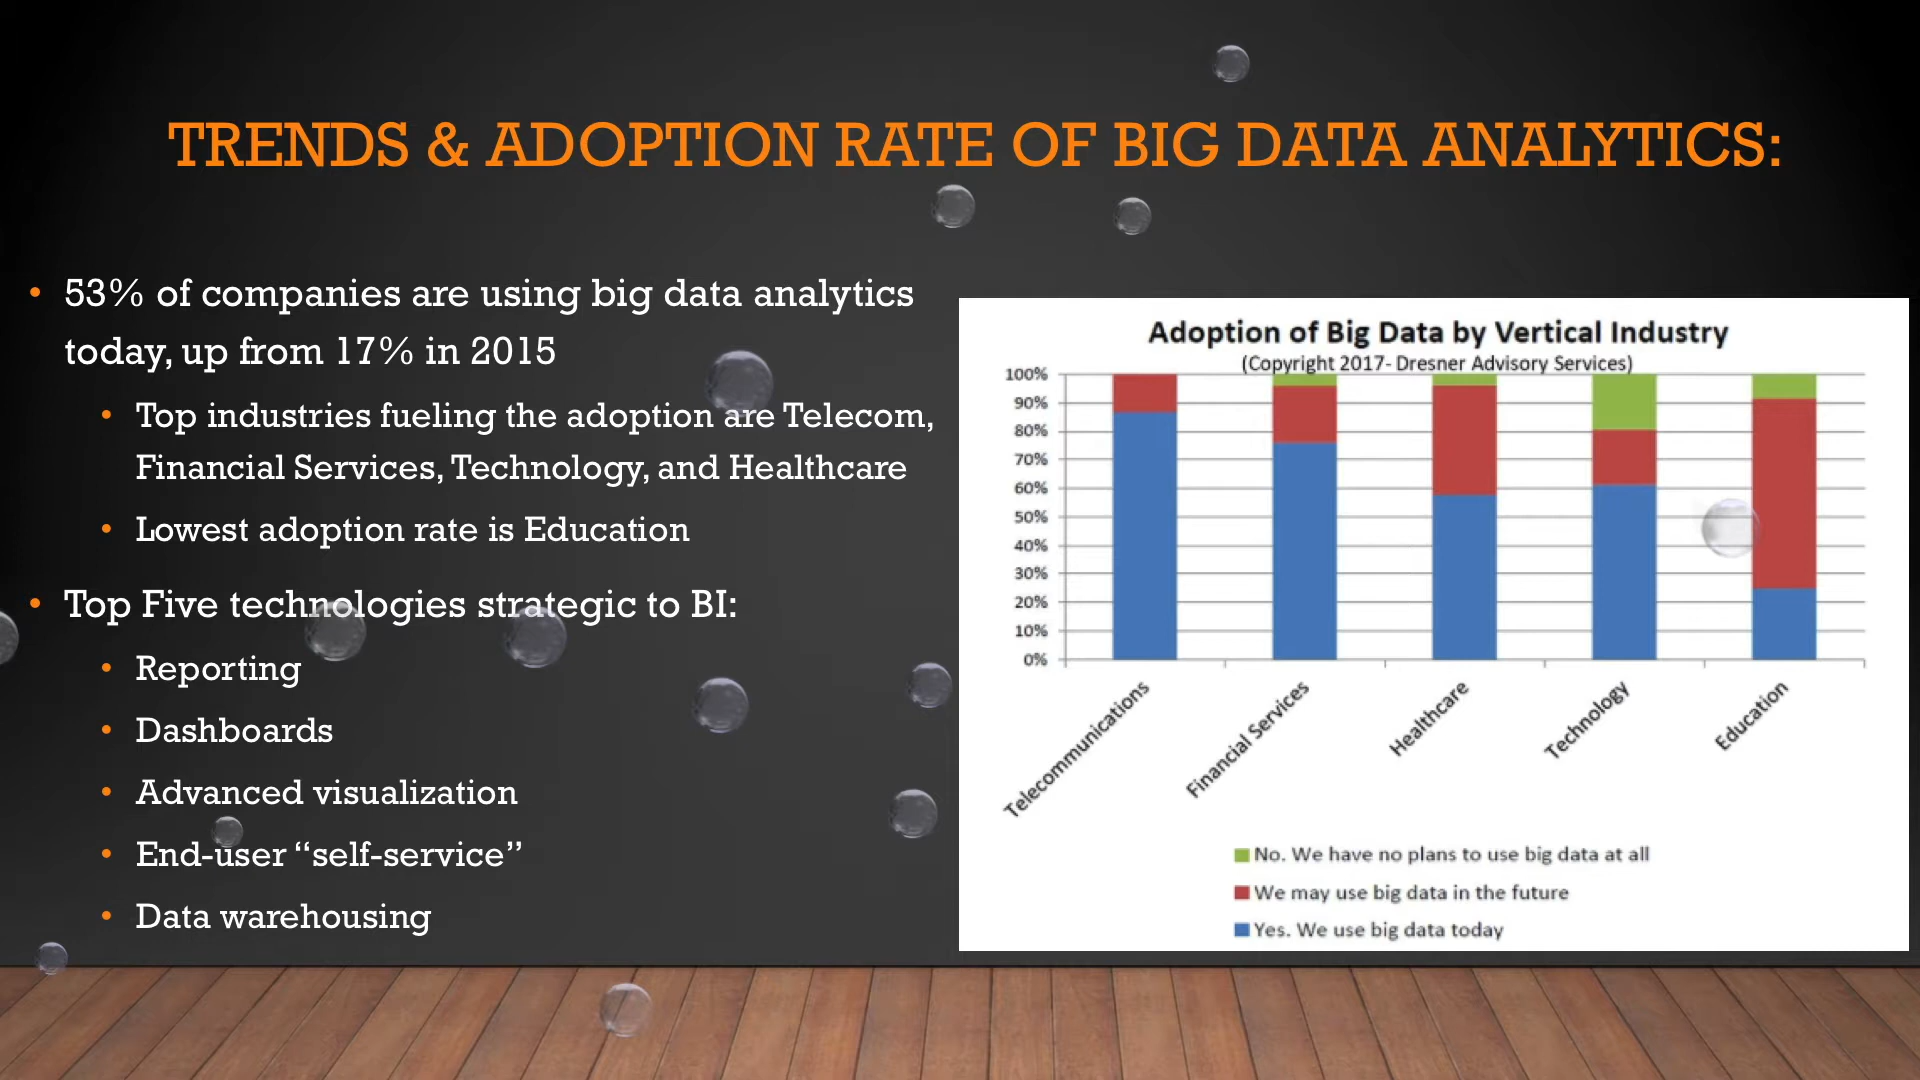 TRENDS & ADOPTION RATE OF BIG DATA ANALYTICS:
• 53% of companies are using big data analytics
today, up from 17% in 2015
• Top industries fueling the adoption are Telecom,
Financial Services, Technology, and Healthcare
• Lowest adoption rate is Education
• Top Five technologies strategic to BI:
• Reporting
• Dashboards
• Advanced visualization
• End-user “self-service”
• Data warehousing
Adoption of Big Data by Vertical Industry
(Copyright 2017- Dresner Advisory Services)
100%
90%
80%
70%
60%
50%
40%
30%
20%
10%
0%
Telecommunications
Financial Services
Healthcare
Technology
Education
No. We have no plans to use big data at all
We may use big data in the future
Yes. We use big data today